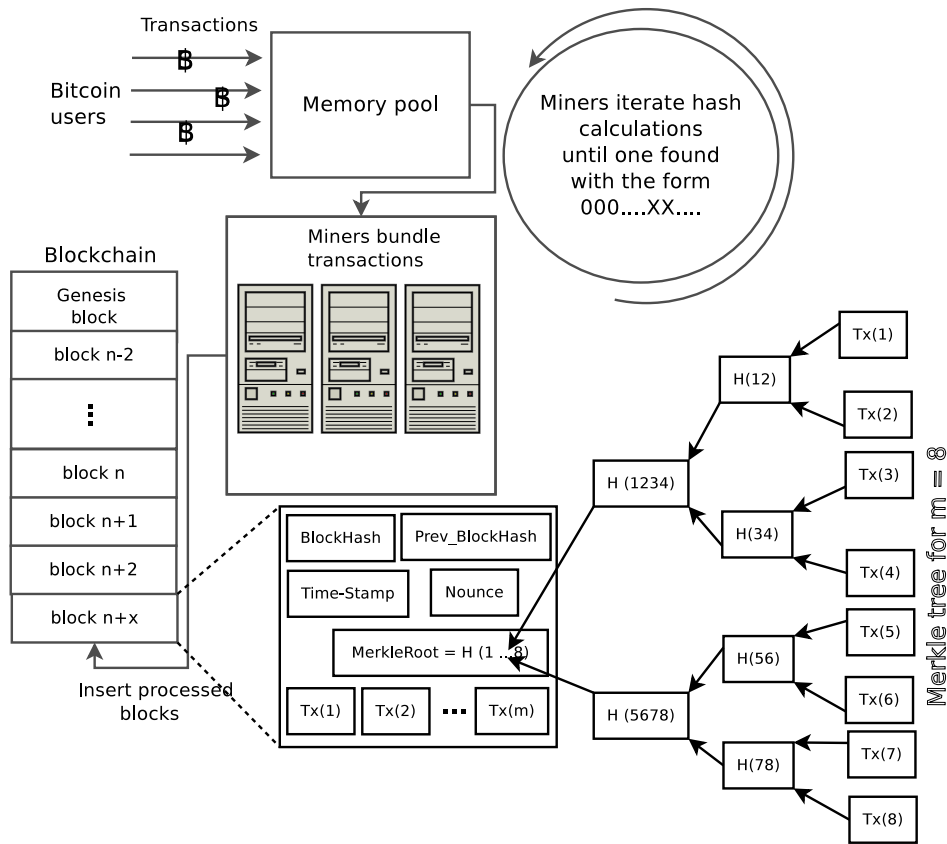 Transactions
Bitcoin
users
฿
฿
฿
Memory pool
Miners iterate hash
calculations
until one found
with the form
000....XX....
Miners bundle
transactions
Blockchain
Genesis
block
block n-2
block n
block n+1
block n+2
block n+x
Insert processed
blocks
BlockHash
Prev_BlockHash
Time-Stamp
Nounce
MerkleRoot = H (1 ...8)
Tx(1)
Tx(2)
Tx(m)
H (1234)
H (5678)
H(12)
H(34)
H(56)
H(78)
Tx(1)
Tx(2)
Tx(3)
Tx(4)
Tx(5)
Tx(6)
Tx(7)
Tx(8)
Merkle tree for m = 8